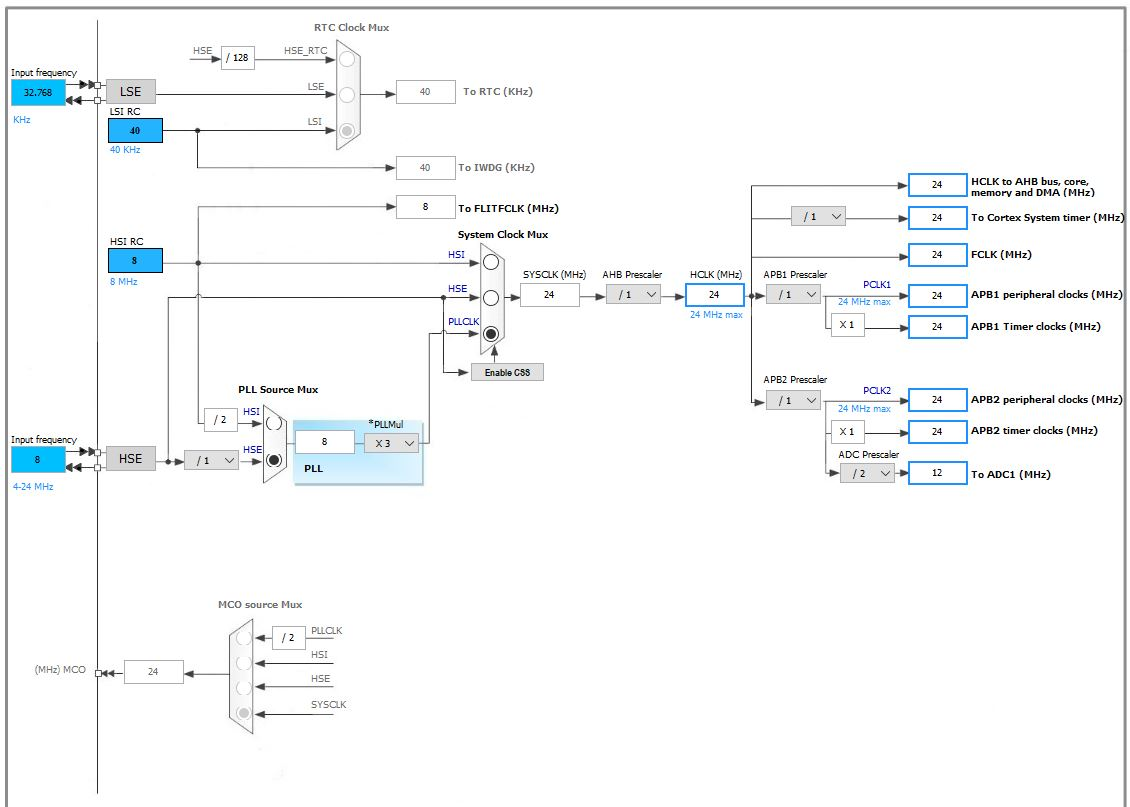 RTC Clock Mux
HSE
/ 128
HSE_RTC
Input frequency
32.768
KHz
LSE
LSE
40
To RTC (KHz)
LSI RC
40
40 KHz
LSI
40
To IWDG (KHz)
8
To FLITFCLK (MHz)
System Clock Mux
HSI RC
8
8 MHz
HSI
HSE
PLLCLK
Enable CSS
SYSCLK (MHz)
24
AHB Prescaler
/ 1
HCLK (MHz)
24
24 MHz max
24
HCLK to AHB bus, core,
memory and DMA (MHz)
/ 1
24
To Cortex System timer (MHz)
24
FCLK (MHz)
APB1 Prescaler
/ 1
PCLK1
24 MHz max
24
APB1 peripheral clocks (MHz)
X 1
24
APB1 Timer clocks (MHz)
APB2 Prescaler
/ 1
PCLK2
24 MHz max
24
APB2 peripheral clocks (MHz)
X 1
24
APB2 timer clocks (MHz)
ADC Prescaler
/ 2
12
To ADC1 (MHz)
PLL Source Mux
/ 2
HSI
HSE
Input frequency
8
4-24 MHz
HSE
/ 1
8
*PLLMul
X 3
PLL
MCO source Mux
PLLCLK
/ 2
HSI
HSE
SYSCLK
(MHz) MCO
24